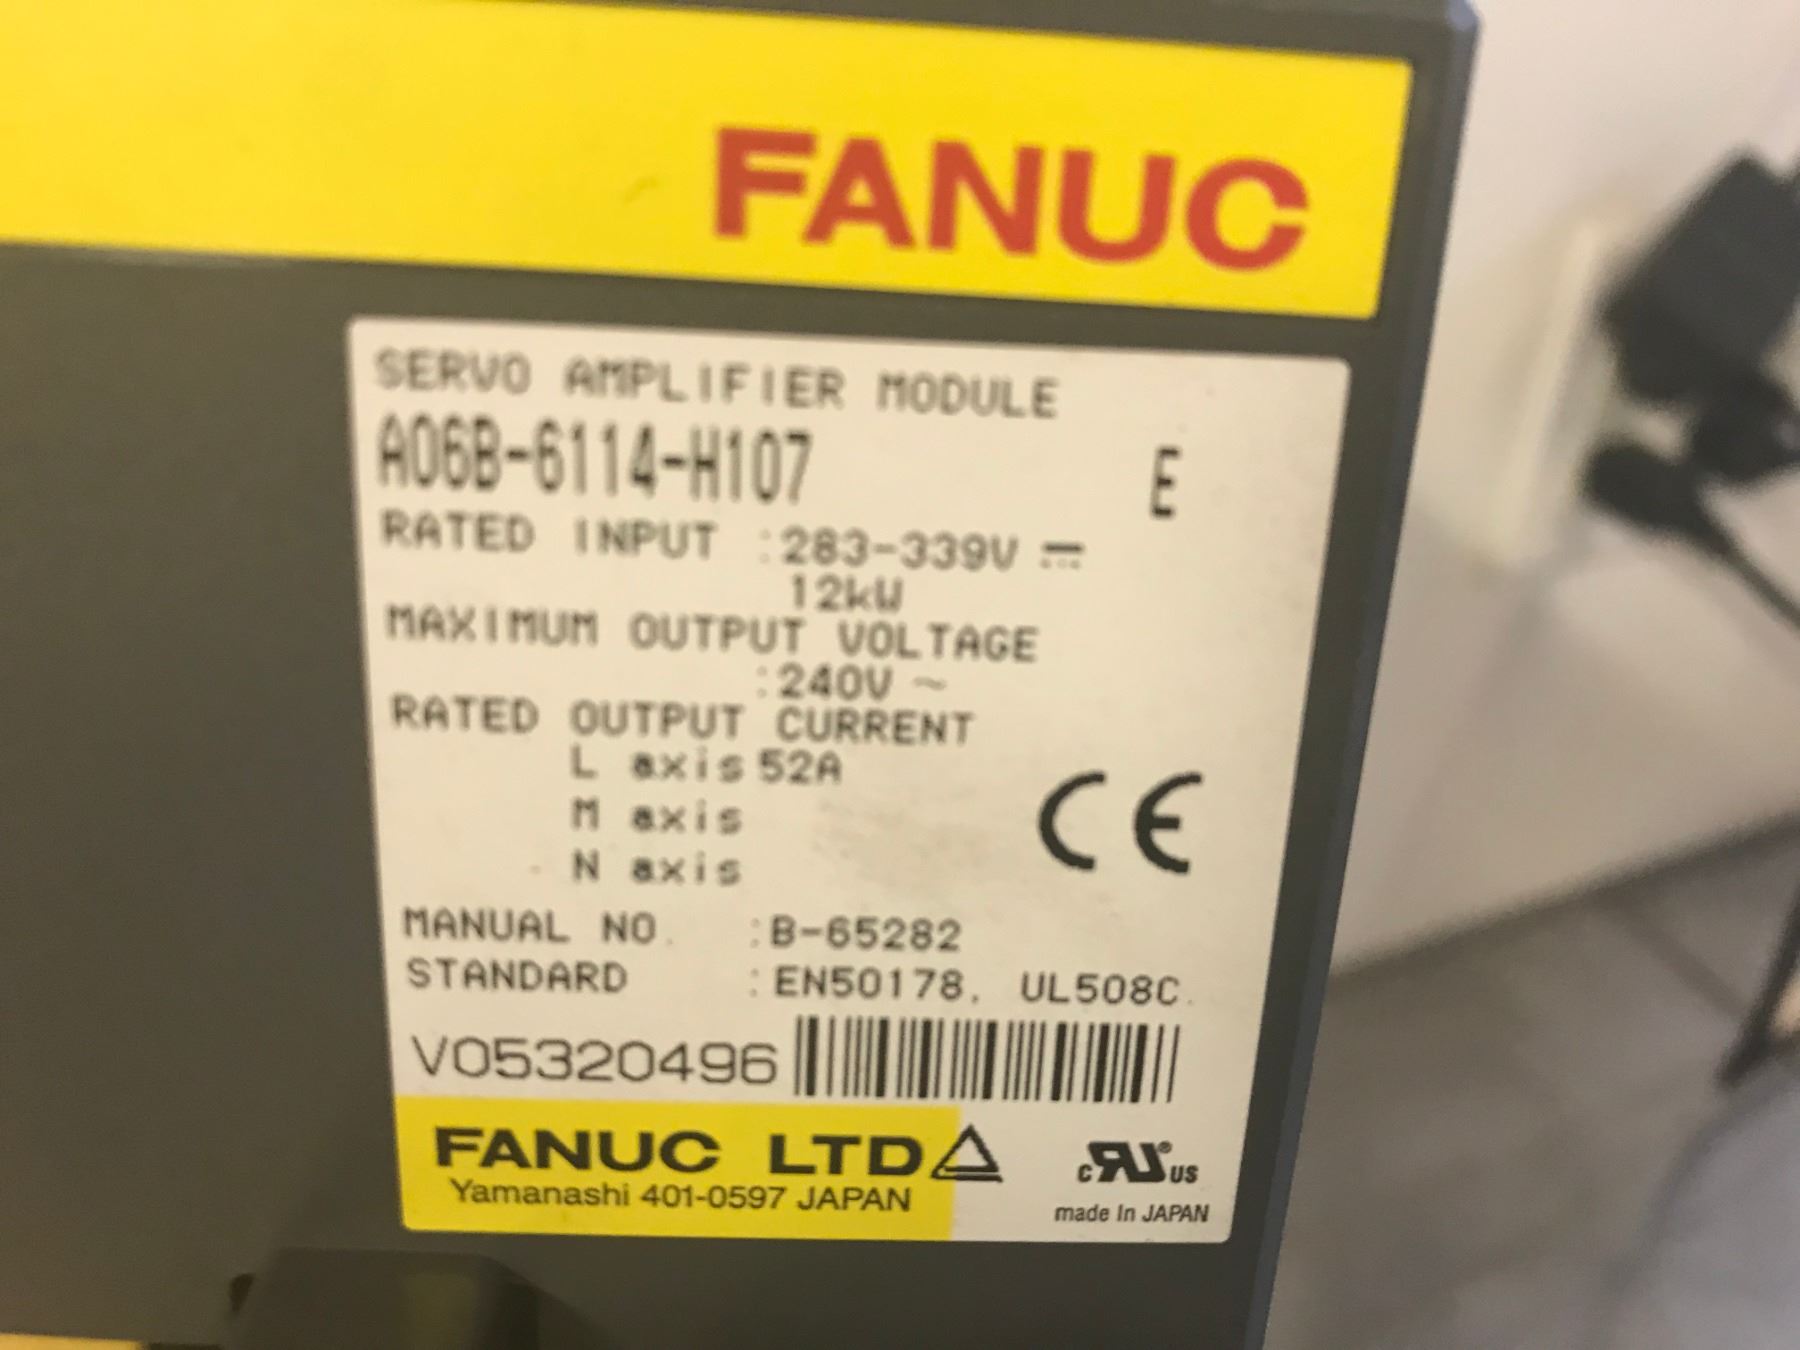 FANUC
SERVO AMPLIFIER MODULE
A06B-6114-H107 E
RATED INPUT :283-339V ⎓
12kW
MAXIMUM OUTPUT VOLTAGE
:240V ~
RATED OUTPUT CURRENT
L axis 52A
M axis
N axis
CE
MANUAL NO. :B-65282
STANDARD :EN50178, UL508C.
V05320496
FANUC LTD
Yamanashi 401-0597 JAPAN
c RU ® US
made in JAPAN